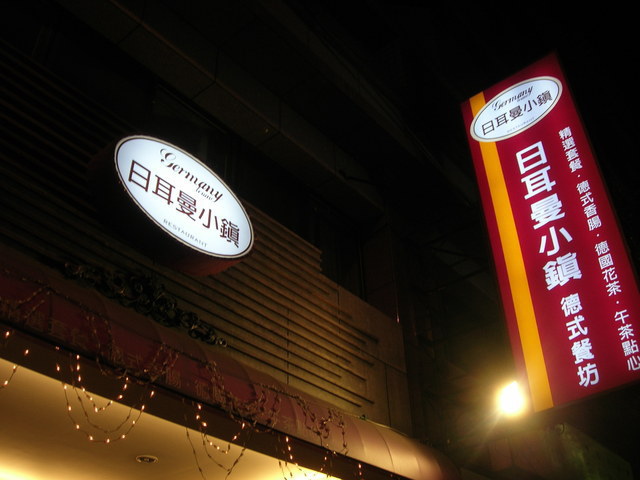 Germany
town
日耳曼小鎮
RESTAURANT
Germany
日耳曼小鎮
日耳曼小鎮 德式餐坊
精選套餐．德式香腸．德國花茶．午茶點心